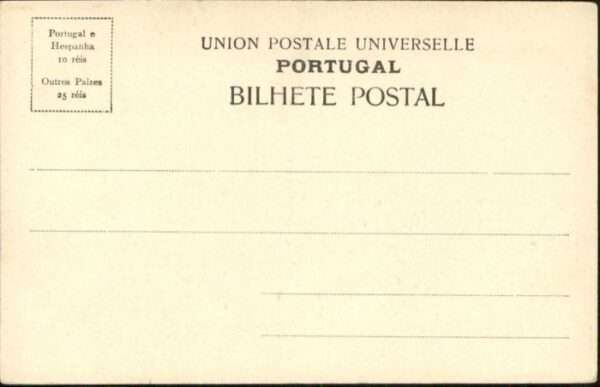 Portugal e
Hespanha
10 réis
Outros Paizes
25 réis
UNION POSTALE UNIVERSELLE
PORTUGAL
BILHETE POSTAL